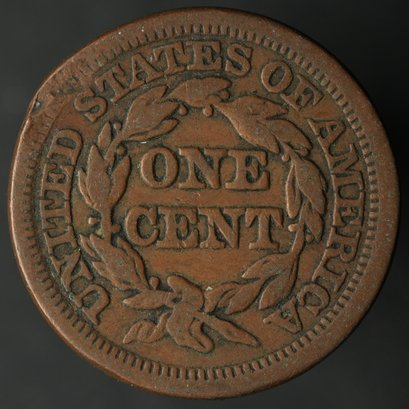 UNITED STATES OF AMERICA
ONE
CENT